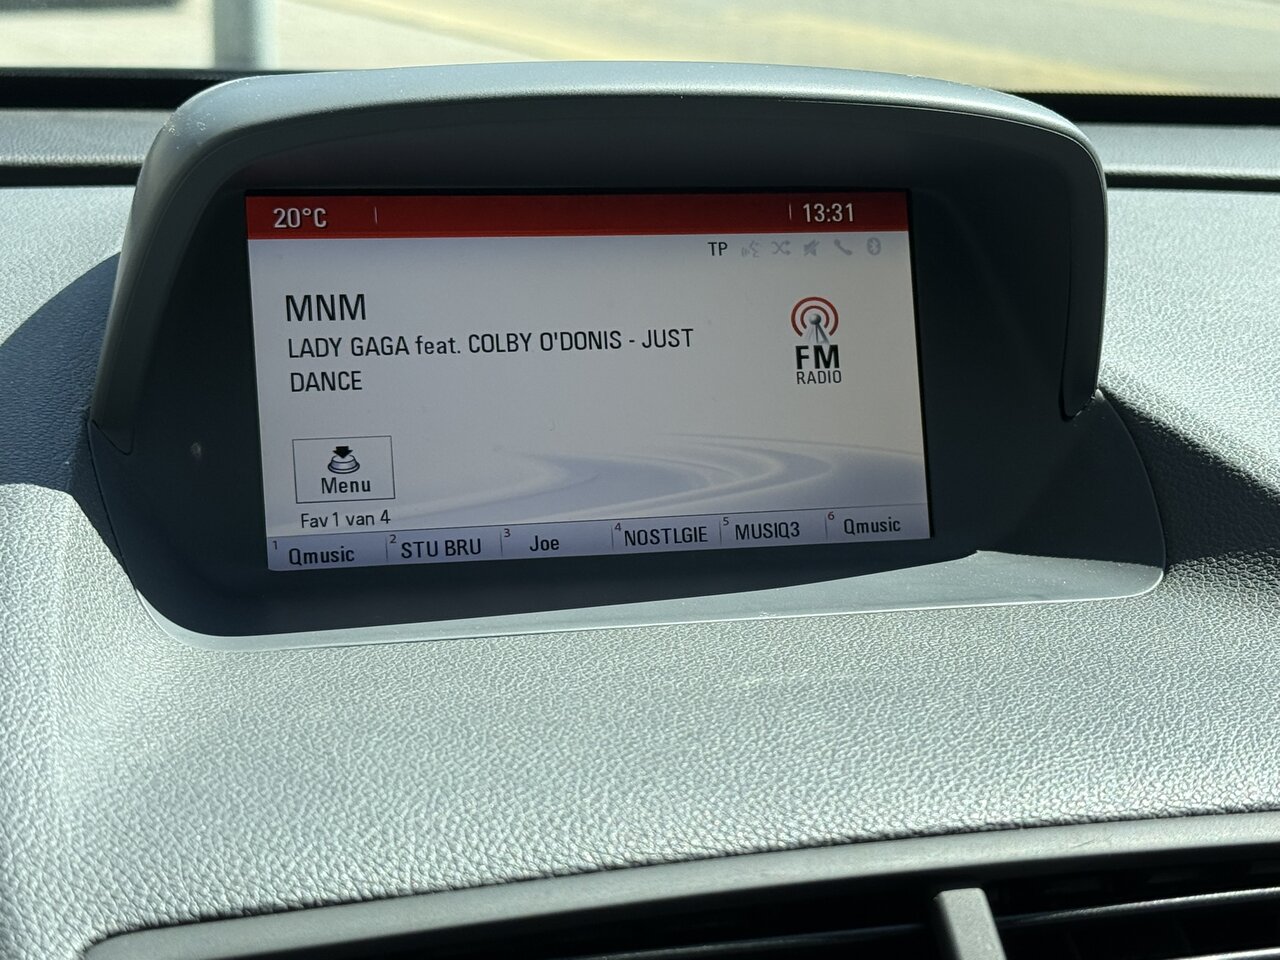 20°C 13:31
TP
MNM
LADY GAGA feat. COLBY O'DONIS - JUST
DANCE
FM
RADIO
Menu
Fav 1 van 4
1 Qmusic 2 STU BRU 3 Joe 4 NOSTLGIE 5 MUSIQ3 6 Qmusic